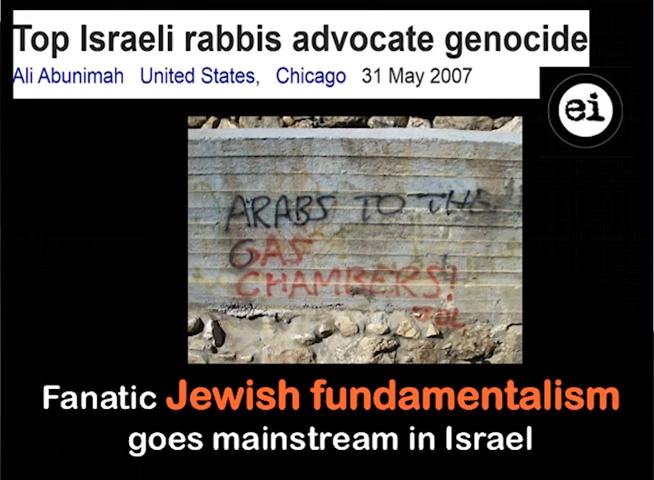 Top Israeli rabbis advocate genocide
Ali Abunimah United States, Chicago 31 May 2007
ei
ARABS TO THE
GAS
CHAMBERS!
JDL
Fanatic Jewish fundamentalism
goes mainstream in Israel